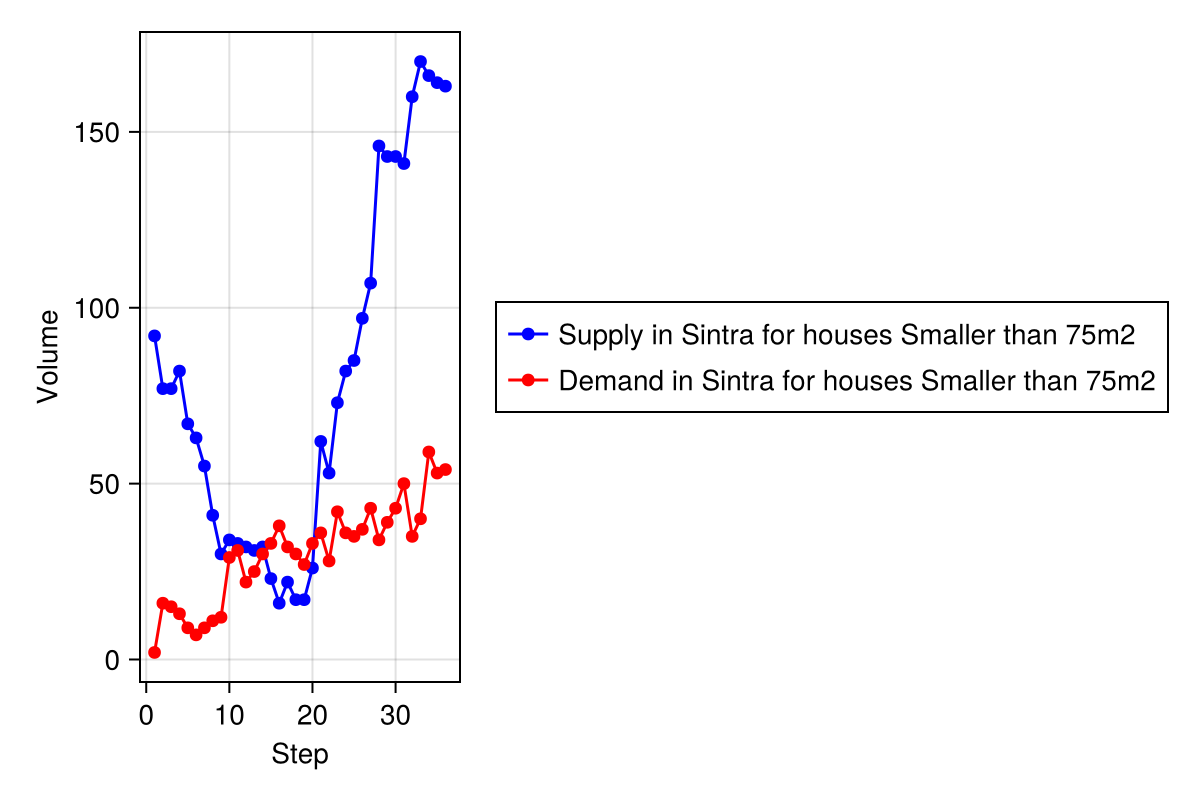 150
100
50
0
Volume
0 10 20 30
Step
Supply in Sintra for houses Smaller than 75m2
Demand in Sintra for houses Smaller than 75m2